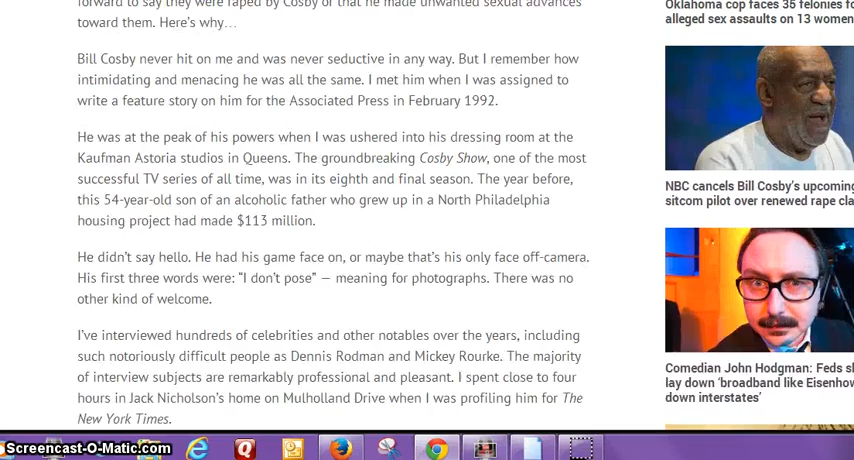 forward to say they were raped by Cosby or that he made unwanted sexual advances
toward them. Here's why…
Bill Cosby never hit on me and was never seductive in any way. But I remember how
intimidating and menacing he was all the same. I met him when I was assigned to
write a feature story on him for the Associated Press in February 1992.
He was at the peak of his powers when I was ushered into his dressing room at the
Kaufman Astoria studios in Queens. The groundbreaking Cosby Show, one of the most
successful TV series of all time, was in its eighth and final season. The year before,
this 54-year-old son of an alcoholic father who grew up in a North Philadelphia
housing project had made $113 million.
He didn't say hello. He had his game face on, or maybe that's his only face off-camera.
His first three words were: "I don't pose" — meaning for photographs. There was no
other kind of welcome.
I've interviewed hundreds of celebrities and other notables over the years, including
such notoriously difficult people as Dennis Rodman and Mickey Rourke. The majority
of interview subjects are remarkably professional and pleasant. I spent close to four
hours in Jack Nicholson's home on Mulholland Drive when I was profiling him for The
New York Times.
Oklahoma cop faces 35 felonies fo
alleged sex assaults on 13 women
NBC cancels Bill Cosby's upcoming
sitcom pilot over renewed rape cla
Comedian John Hodgman: Feds sh
lay down 'broadband like Eisenhow
down interstates'
Screencast-O-Matic.com